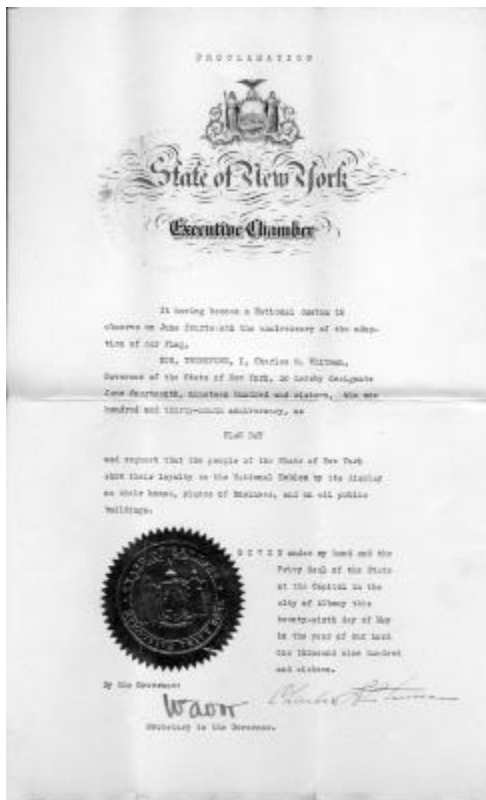 PROCLAMATION
State of New York
Executive Chamber
It having become a National custom to
observe on June fourteenth the anniversary of the adop-
tion of our Flag,
NOW, THEREFORE, I, Charles S. Whitman,
Governor of the State of New York, do hereby designate
June fourteenth, nineteen hundred and sixteen, the one
hundred and thirty-ninth anniversary, as
FLAG DAY
and request that the people of the State of New York
show their loyalty to the National Emblem by its display
on their homes, places of business, and on all public
buildings.
GIVEN under my hand and the
Privy Seal of the State
at the Capitol in the
city of Albany this
twenty-sixth day of May
in the year of our Lord
one thousand nine hundred
and sixteen.
By the Governor:
Charles S. Whitman
Secretary to the Governor.